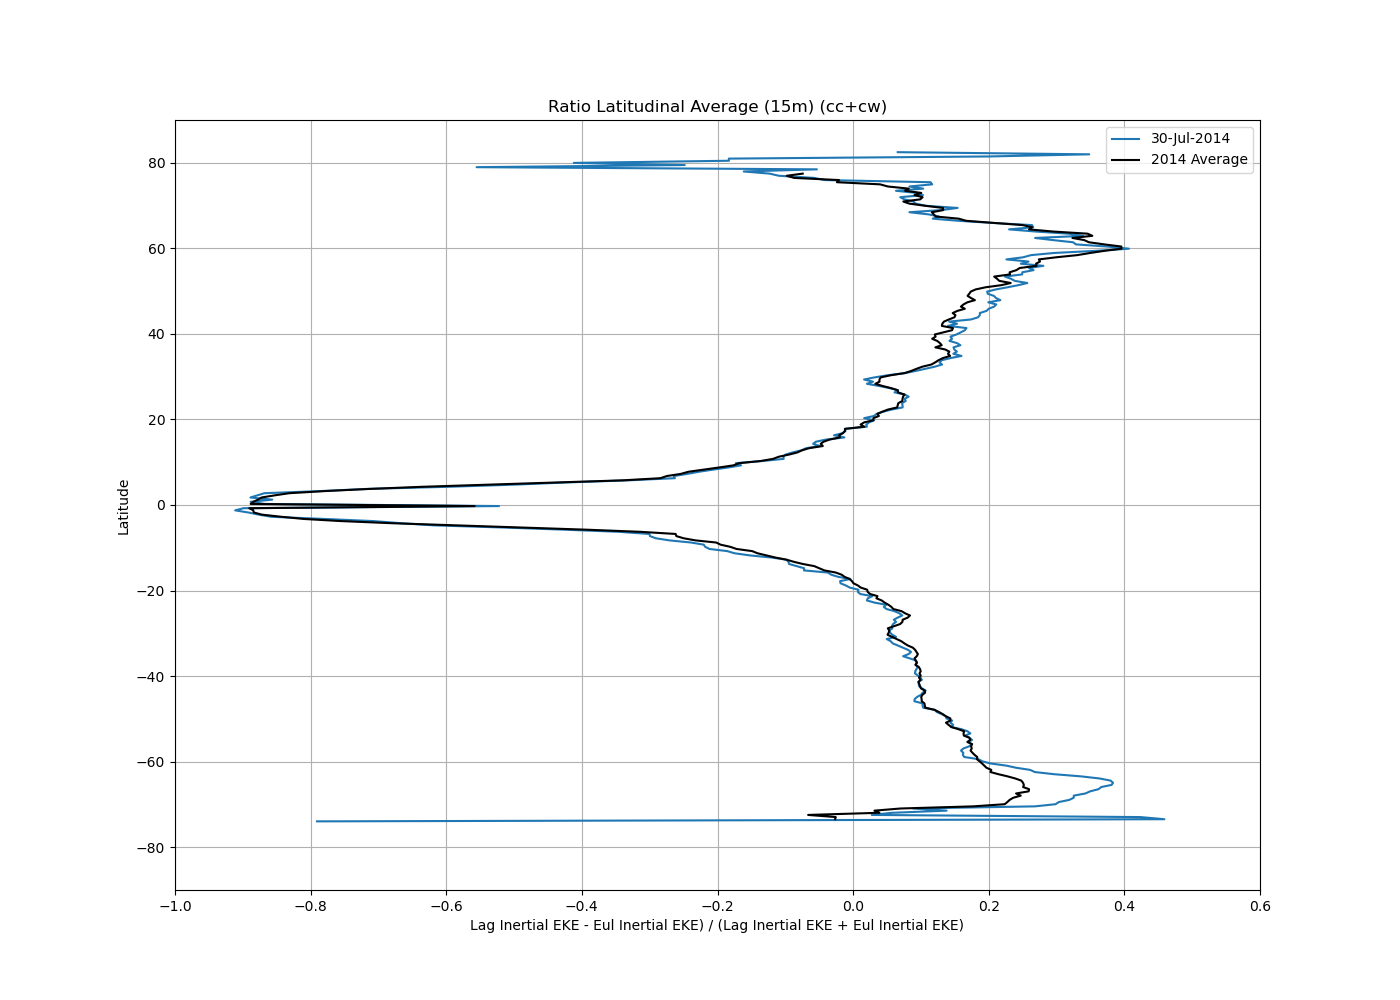 Ratio Latitudinal Average (15m) (cc+cw)
30-Jul-2014
2014 Average
80
60
40
20
0
−20
−40
−60
−80
Latitude
−1.0 −0.8 −0.6 −0.4 −0.2 0.0 0.2 0.4 0.6
Lag Inertial EKE - Eul Inertial EKE) / (Lag Inertial EKE + Eul Inertial EKE)